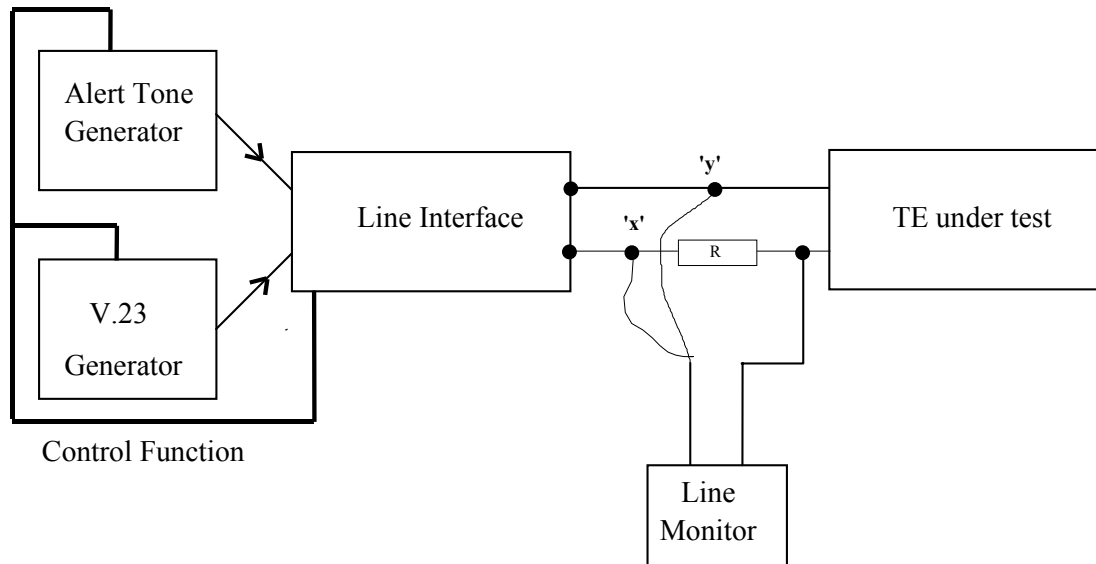 Alert Tone
Generator
Line Interface
'y'
'x'
R
TE under test
V.23
Generator
Control Function
Line
Monitor